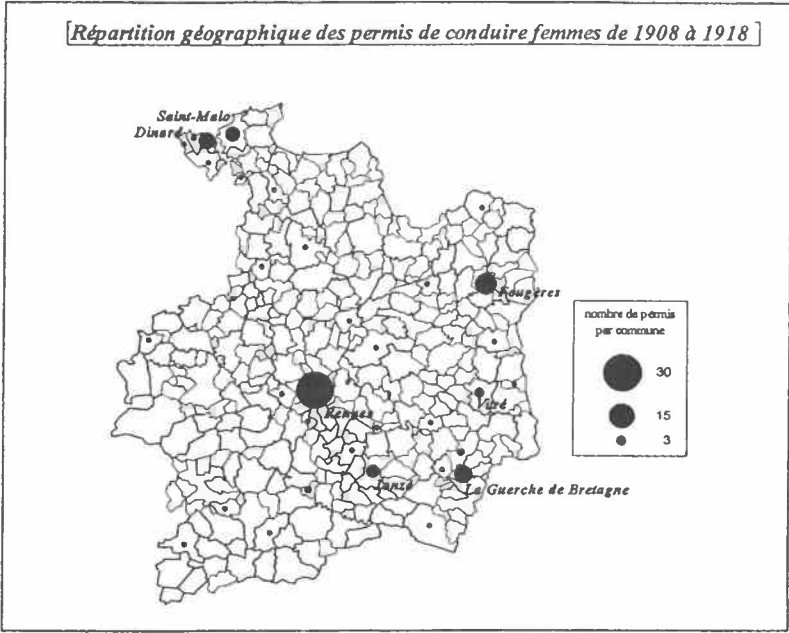 Répartition géographique des permis de conduire femmes de 1908 à 1918
Saint-Malo
Dinard
Fougères
nombre de permis
par commune
30
15
3
Vitré
Rennes
Janzé
La Guerche de Bretagne